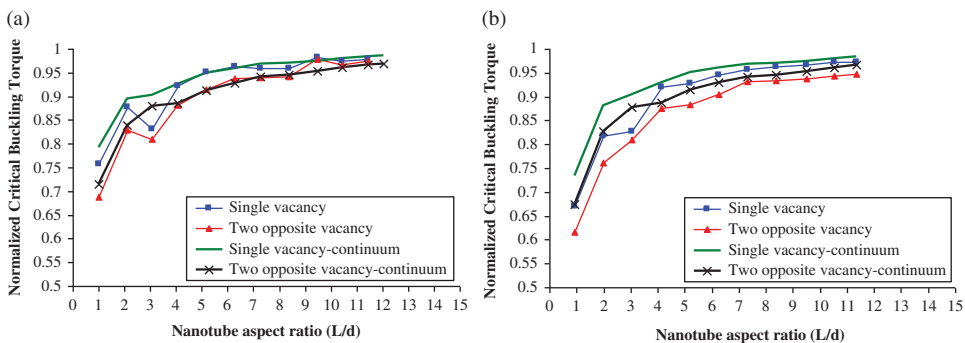 (a)
Normalized Critical Buckling Torque
1
0.95
0.9
0.85
0.8
0.75
0.7
0.65
0.6
0.55
0.5
Single vacancy
Two opposite vacancy
Single vacancy-continuum
Two opposite vacancy-continuum
0 1 2 3 4 5 6 7 8 9 10 11 12 13 14 15
Nanotube aspect ratio (L/d)
(b)
Normalized Critical Buckling Torque
1
0.95
0.9
0.85
0.8
0.75
0.7
0.65
0.6
0.55
0.5
Single vacancy
Two opposite vacancy
Single vacancy-continuum
Two opposite vacancy-continuum
0 1 2 3 4 5 6 7 8 9 10 11 12 13 14 15
Nanotube aspect ratio (L/d)